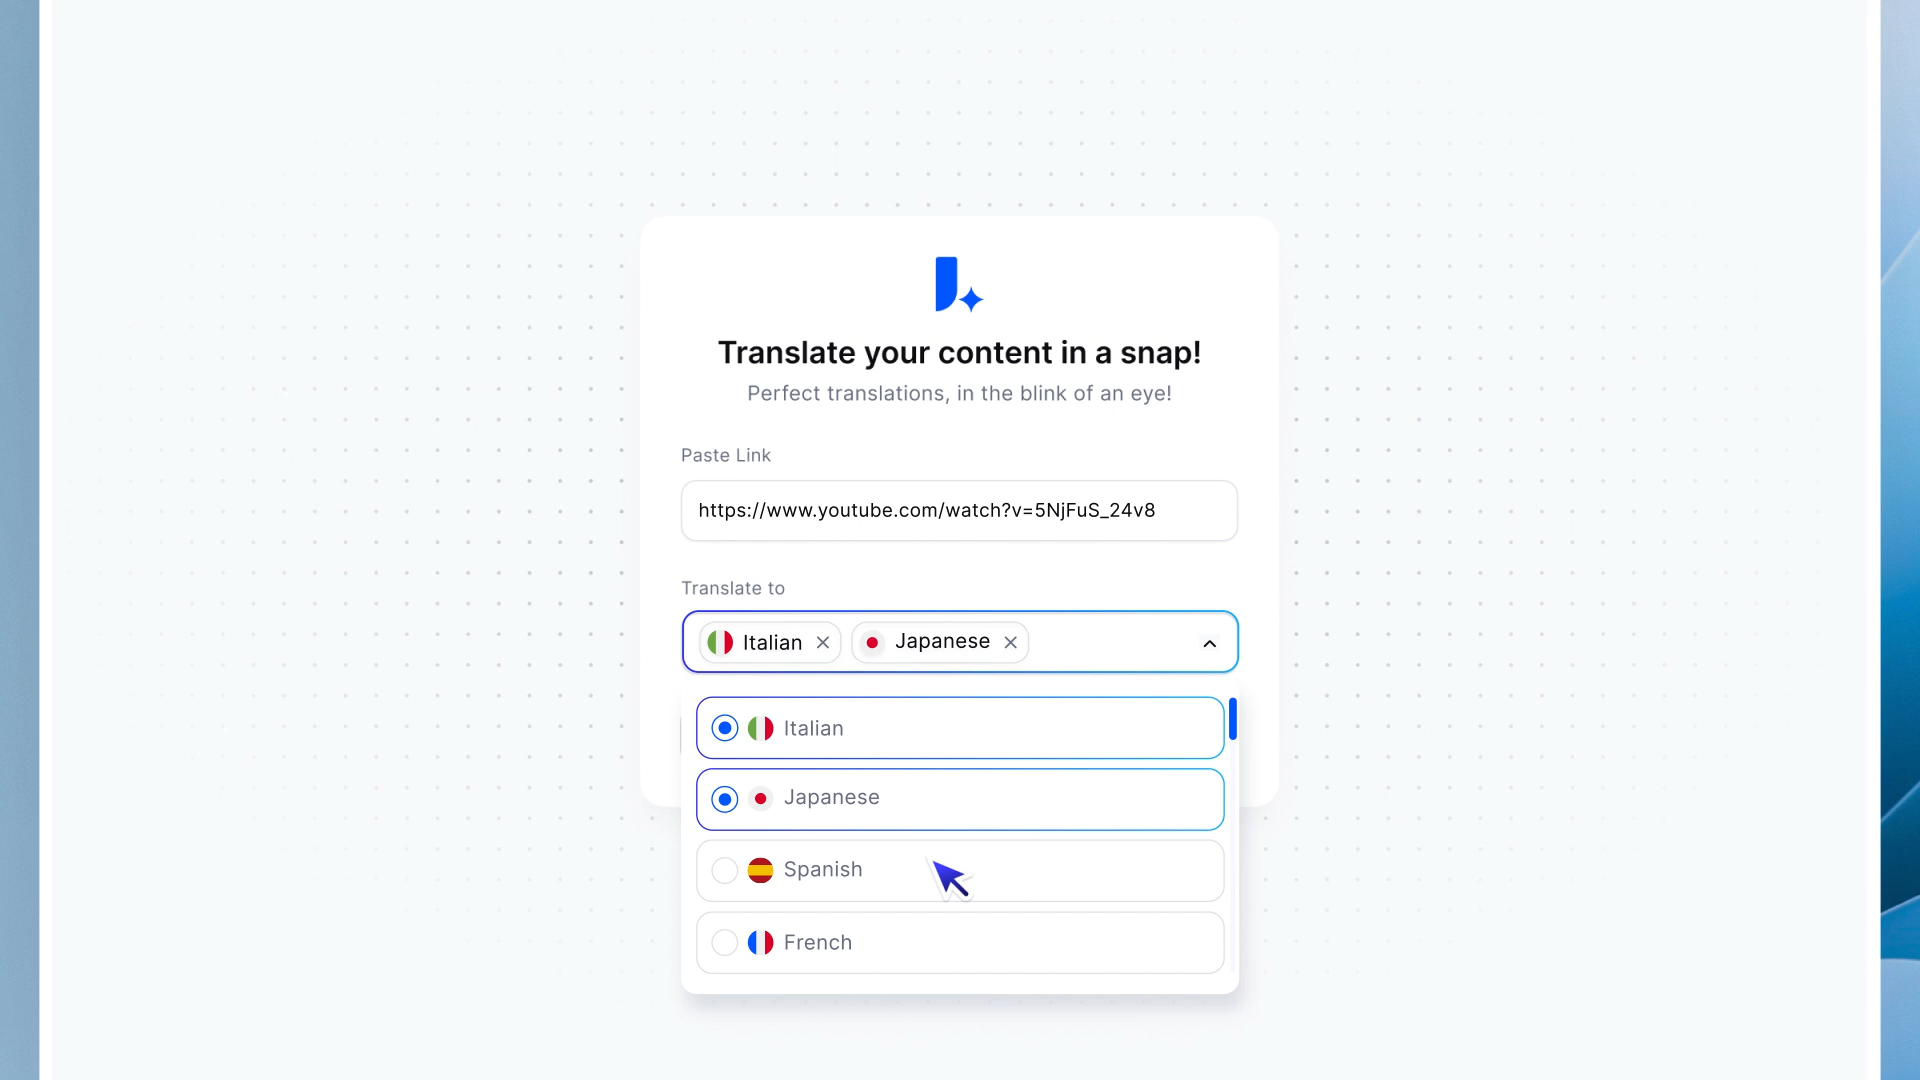 Translate your content in a snap!
Perfect translations, in the blink of an eye!
Paste Link
https://www.youtube.com/watch?v=5NjFuS_24v8
Translate to
Italian
Japanese
Italian
Japanese
Spanish
French